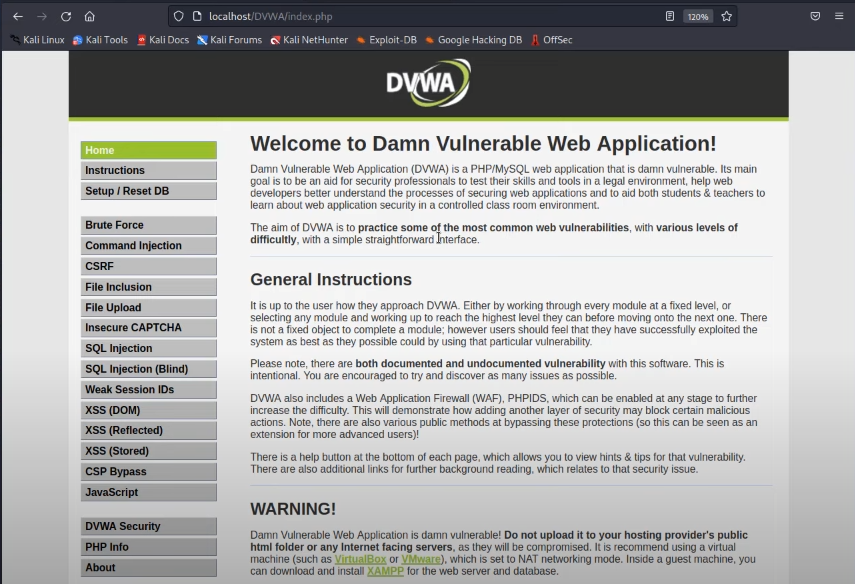 localhost/DVWA/index.php
120%
Kali Linux Kali Tools Kali Docs Kali Forums Kali NetHunter Exploit-DB Google Hacking DB OffSec
DVWA
Home
Instructions
Setup / Reset DB
Brute Force
Command Injection
CSRF
File Inclusion
File Upload
Insecure CAPTCHA
SQL Injection
SQL Injection (Blind)
Weak Session IDs
XSS (DOM)
XSS (Reflected)
XSS (Stored)
CSP Bypass
JavaScript
DVWA Security
PHP Info
About
Welcome to Damn Vulnerable Web Application!
Damn Vulnerable Web Application (DVWA) is a PHP/MySQL web application that is damn vulnerable. Its main
goal is to be an aid for security professionals to test their skills and tools in a legal environment, help web
developers better understand the processes of securing web applications and to aid both students & teachers to
learn about web application security in a controlled class room environment.
The aim of DVWA is to practice some of the most common web vulnerabilities, with various levels of
difficultly, with a simple straightforward interface.
General Instructions
It is up to the user how they approach DVWA. Either by working through every module at a fixed level, or
selecting any module and working up to reach the highest level they can before moving onto the next one. There
is not a fixed object to complete a module; however users should feel that they have successfully exploited the
system as best as they possible could by using that particular vulnerability.
Please note, there are both documented and undocumented vulnerability with this software. This is
intentional. You are encouraged to try and discover as many issues as possible.
DVWA also includes a Web Application Firewall (WAF), PHPIDS, which can be enabled at any stage to further
increase the difficulty. This will demonstrate how adding another layer of security may block certain malicious
actions. Note, there are also various public methods at bypassing these protections (so this can be seen as an
extension for more advanced users)!
There is a help button at the bottom of each page, which allows you to view hints & tips for that vulnerability.
There are also additional links for further background reading, which relates to that security issue.
WARNING!
Damn Vulnerable Web Application is damn vulnerable! Do not upload it to your hosting provider's public
html folder or any Internet facing servers, as they will be compromised. It is recommend using a virtual
machine (such as VirtualBox or VMware), which is set to NAT networking mode. Inside a guest machine, you
can download and install XAMPP for the web server and database.